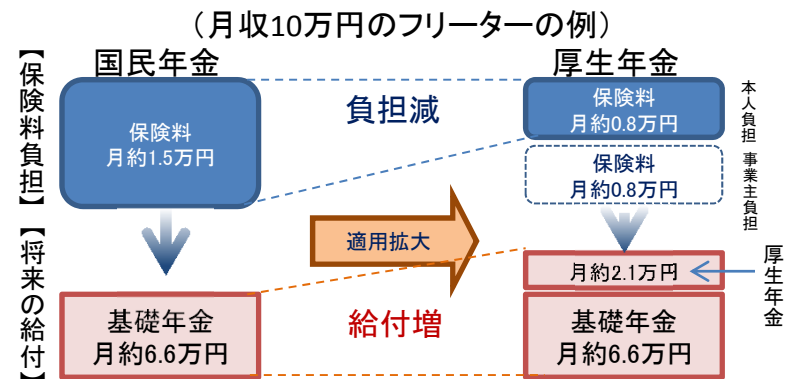 （月収10万円のフリーターの例）
【保険料負担】
国民年金
厚生年金
保険料
月約1.5万円
負担減
保険料
月約0.8万円
本人負担
保険料
月約0.8万円
事業主負担
適用拡大
【将来の給付】
月約2.1万円
厚生年金
基礎年金
月約6.6万円
給付増
基礎年金
月約6.6万円